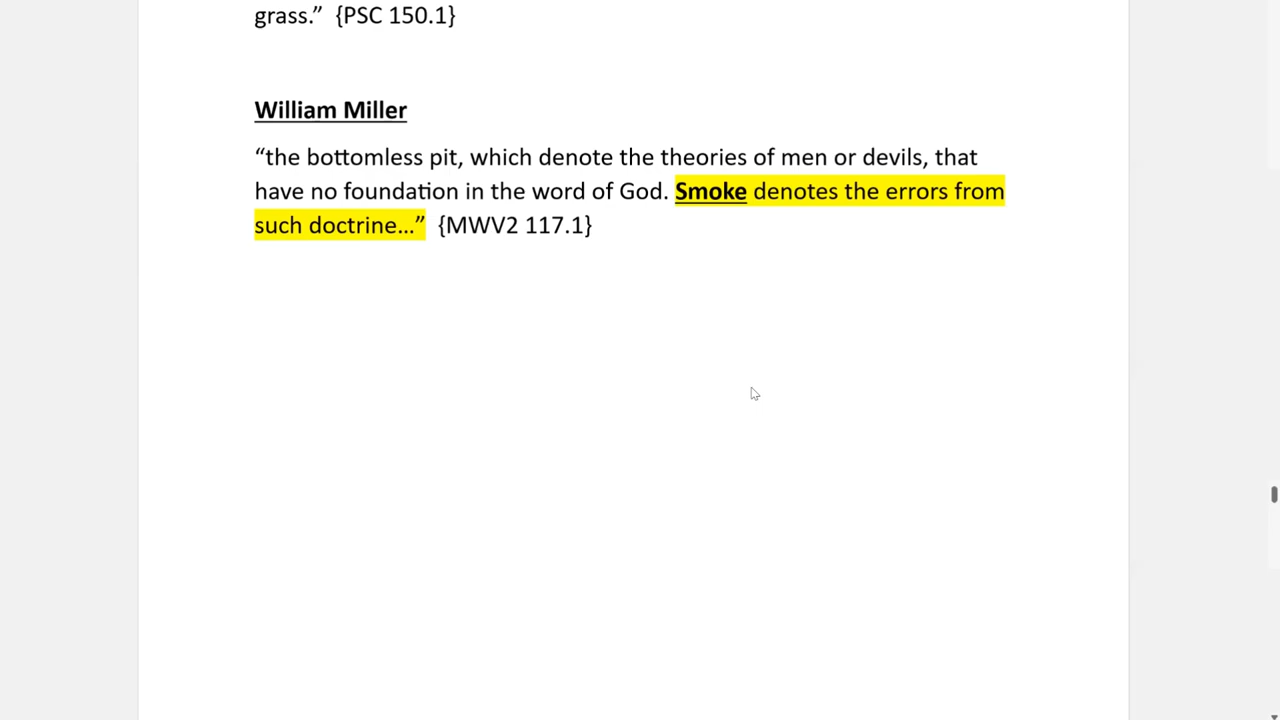 grass.”  {PSC 150.1}
William Miller
“the bottomless pit, which denote the theories of men or devils, that
have no foundation in the word of God. Smoke denotes the errors from
such doctrine…”  {MWV2 117.1}